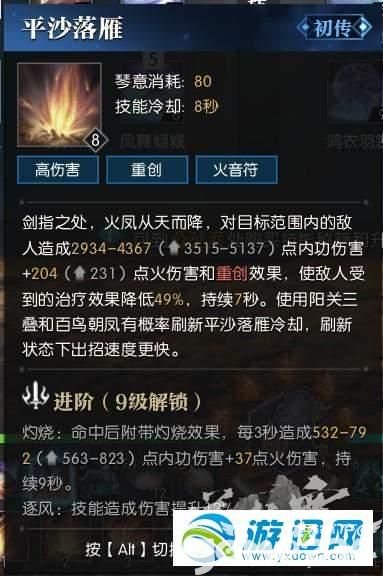 平沙落雁
初传
琴意消耗：80
技能冷却：8秒
5
8
凤舞倾城
鸿衣羽
高伤害
重创
火音符
剑指之处，火凤从天而降，对目标范围内的敌
人造成2934-4367（3515-5137）点内功伤害
+204（231）点火伤害和重创效果，使敌人受
到的治疗效果降低49%，持续7秒。使用阳关三
叠和百鸟朝凤有概率刷新平沙落雁冷却，刷新
状态下出招速度更快。
进阶（9级解锁）
灼烧：命中后附带灼烧效果，每3秒造成532-79
2（563-823）点内功伤害+37点火伤害，持
续9秒。
逐风：技能造成伤害提升
按【Alt】切
游闻网
www.yxdown.com